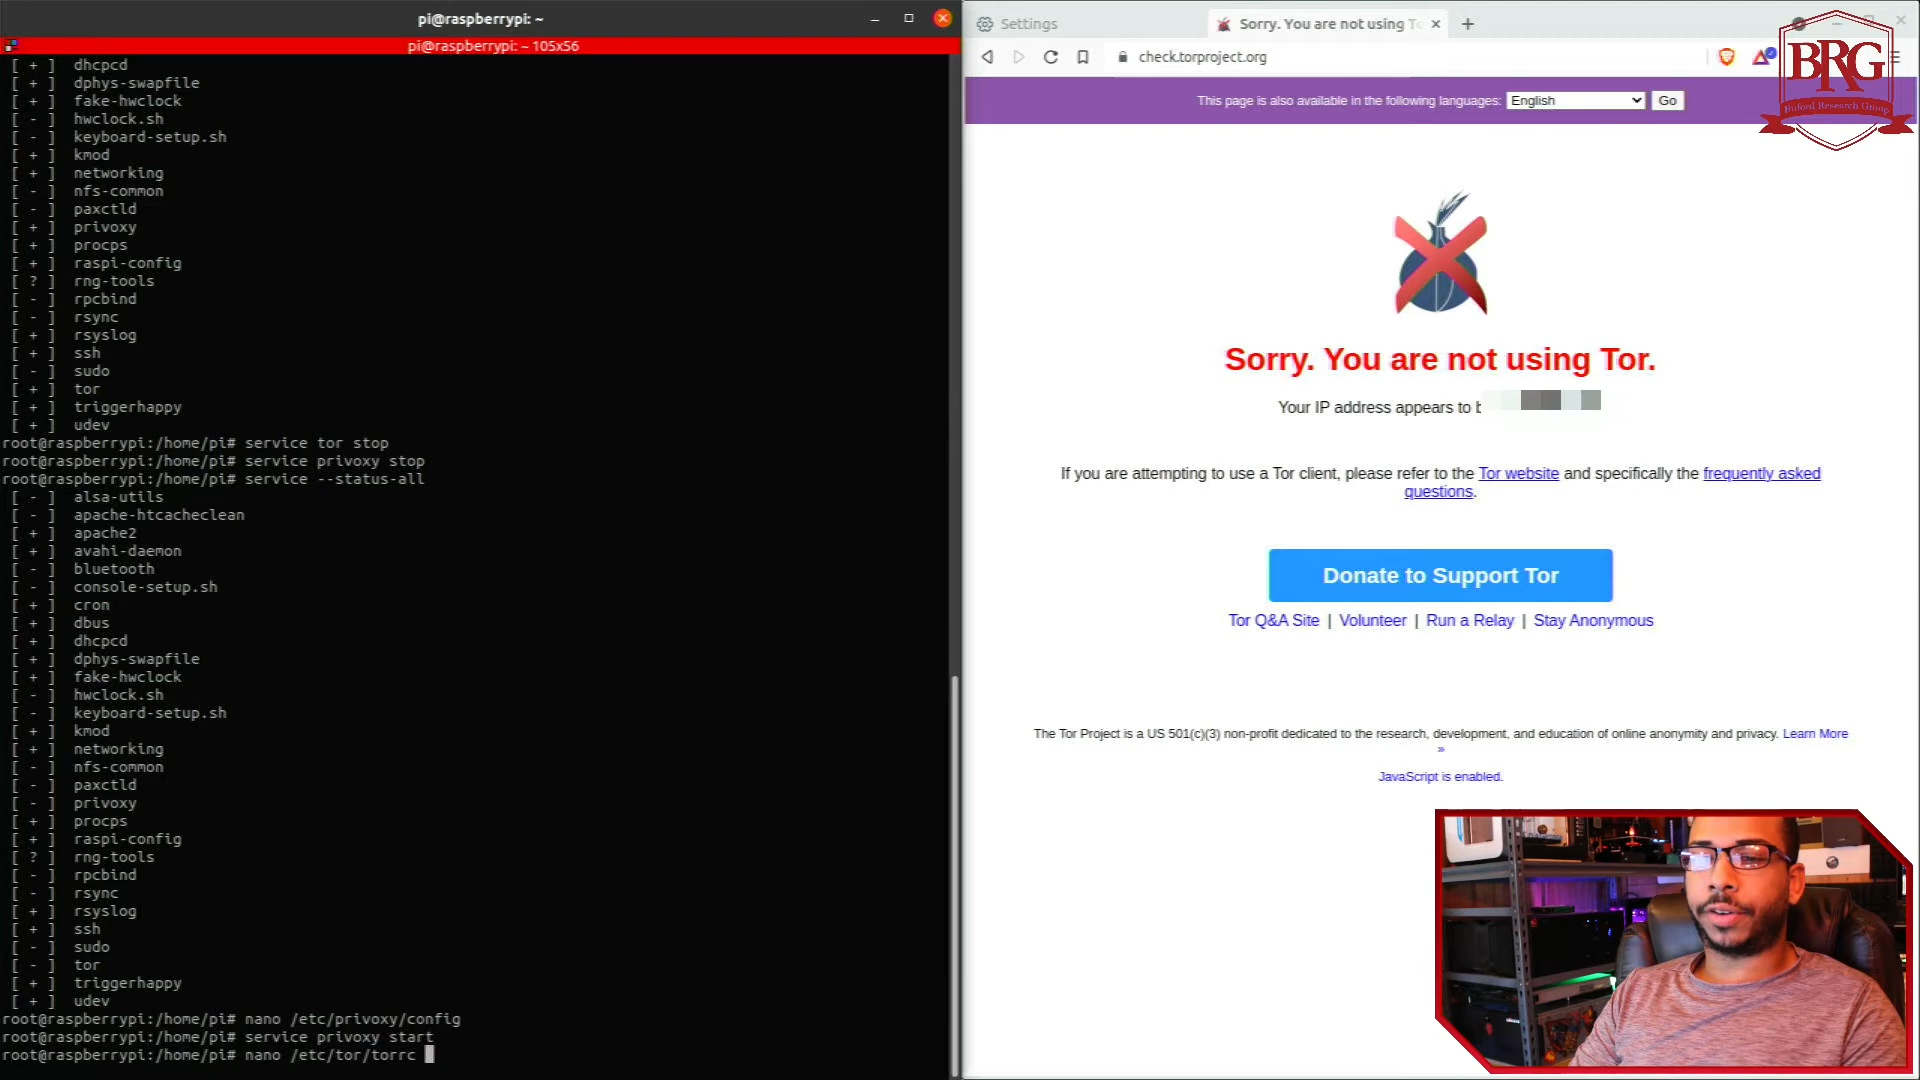 pi@raspberrypi: ~
pi@raspberrypi: ~ 105x56
[ + ]  dhcpcd
[ + ]  dphys-swapfile
[ + ]  fake-hwclock
[ - ]  hwclock.sh
[ - ]  keyboard-setup.sh
[ + ]  kmod
[ + ]  networking
[ - ]  nfs-common
[ - ]  paxctld
[ + ]  privoxy
[ + ]  procps
[ + ]  raspi-config
[ ? ]  rng-tools
[ - ]  rpcbind
[ - ]  rsync
[ + ]  rsyslog
[ + ]  ssh
[ - ]  sudo
[ + ]  tor
[ + ]  triggerhappy
[ + ]  udev
root@raspberrypi:/home/pi# service tor stop
root@raspberrypi:/home/pi# service privoxy stop
root@raspberrypi:/home/pi# service --status-all
[ - ]  alsa-utils
[ - ]  apache-htcacheclean
[ + ]  apache2
[ + ]  avahi-daemon
[ - ]  bluetooth
[ - ]  console-setup.sh
[ + ]  cron
[ + ]  dbus
[ + ]  dhcpcd
[ + ]  dphys-swapfile
[ + ]  fake-hwclock
[ - ]  hwclock.sh
[ - ]  keyboard-setup.sh
[ + ]  kmod
[ + ]  networking
[ - ]  nfs-common
[ - ]  paxctld
[ - ]  privoxy
[ + ]  procps
[ + ]  raspi-config
[ ? ]  rng-tools
[ - ]  rpcbind
[ - ]  rsync
[ + ]  rsyslog
[ + ]  ssh
[ - ]  sudo
[ - ]  tor
[ + ]  triggerhappy
[ + ]  udev
root@raspberrypi:/home/pi# nano /etc/privoxy/config
root@raspberrypi:/home/pi# service privoxy start
root@raspberrypi:/home/pi# nano /etc/tor/torrc
Settings
Sorry. You are not using To
check.torproject.org
BRG
Buford Research Group
This page is also available in the following languages: English Go
Sorry. You are not using Tor.
Your IP address appears to b
If you are attempting to use a Tor client, please refer to the Tor website and specifically the frequently asked
questions.
Donate to Support Tor
Tor Q&A Site | Volunteer | Run a Relay | Stay Anonymous
The Tor Project is a US 501(c)(3) non-profit dedicated to the research, development, and education of online anonymity and privacy. Learn More
»
JavaScript is enabled.